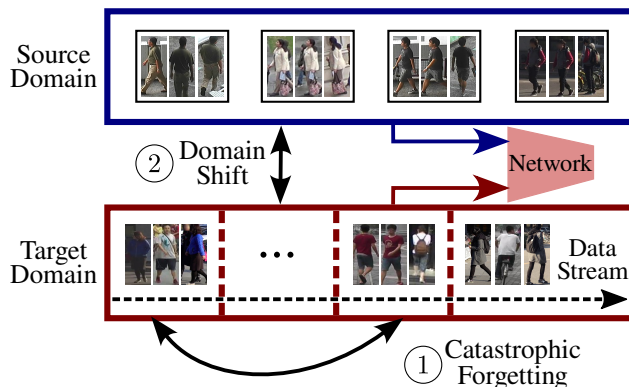 Source
Domain
② Domain
Shift
Network
Target
Domain
...
Data
Stream
① Catastrophic
Forgetting